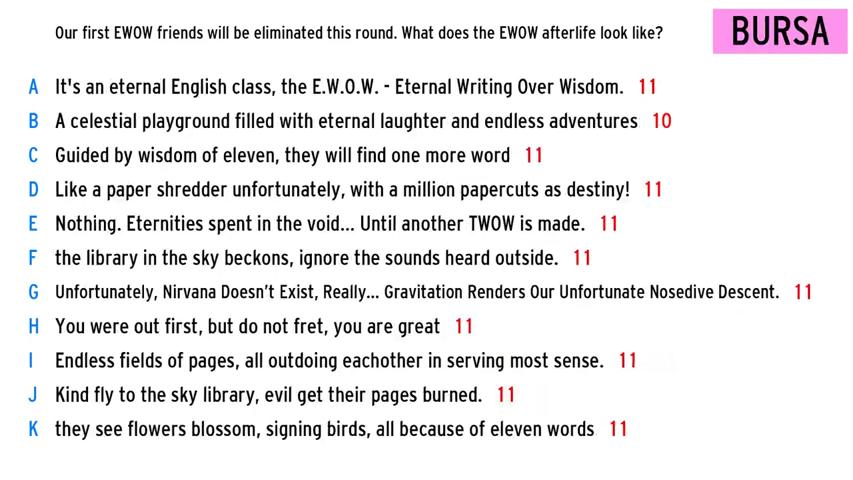 Our first EWOW friends will be eliminated this round. What does the EWOW afterlife look like?
BURSA
A It's an eternal English class, the E.W.O.W. - Eternal Writing Over Wisdom. 11
B A celestial playground filled with eternal laughter and endless adventures 10
C Guided by wisdom of eleven, they will find one more word 11
D Like a paper shredder unfortunately, with a million papercuts as destiny! 11
E Nothing. Eternities spent in the void... Until another TWOW is made. 11
F the library in the sky beckons, ignore the sounds heard outside. 11
G Unfortunately, Nirvana Doesn't Exist, Really... Gravitation Renders Our Unfortunate Nosedive Descent. 11
H You were out first, but do not fret, you are great 11
I Endless fields of pages, all outdoing eachother in serving most sense. 11
J Kind fly to the sky library, evil get their pages burned. 11
K they see flowers blossom, signing birds, all because of eleven words 11